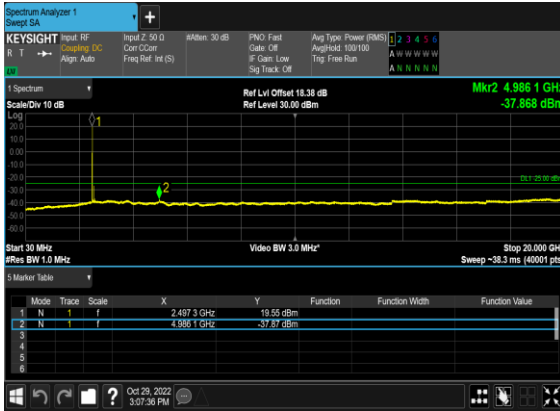 Spectrum Analyzer 1
Swept SA
+
KEYSIGHT Input: RF Input Z: 50 Ω #Atten: 30 dB PNO: Fast Avg Type: Power (RMS) 1 2 3 4 5 6
R T Coupling: DC Corr CCorr Gate: Off Avg|Hold: 100/100 A W W W W W
Align: Auto Freq Ref: Int (S) IF Gain: Low Trig: Free Run
Sig Track: Off A N N N N N
1 Spectrum Ref Lvl Offset 18.38 dB Mkr2 4.986 1 GHz
Scale/Div 10 dB Ref Level 30.00 dBm -37.868 dBm
Log
20.0
10.0
0.00
-10.0
-20.0
-30.0
-40.0
-50.0
-60.0
1
2
Start 30 MHz Video BW 3.0 MHz* Stop 20.000 GHz
#Res BW 1.0 MHz Sweep ~38.3 ms (40001 pts)
5 Marker Table
Mode Trace Scale X Y Function Function Width Function Value
1 N 1 f 2.497 3 GHz 19.55 dBm
2 N 1 f 4.986 1 GHz -37.87 dBm
3
4
5
6
? Oct 29, 2022
3:07:36 PM